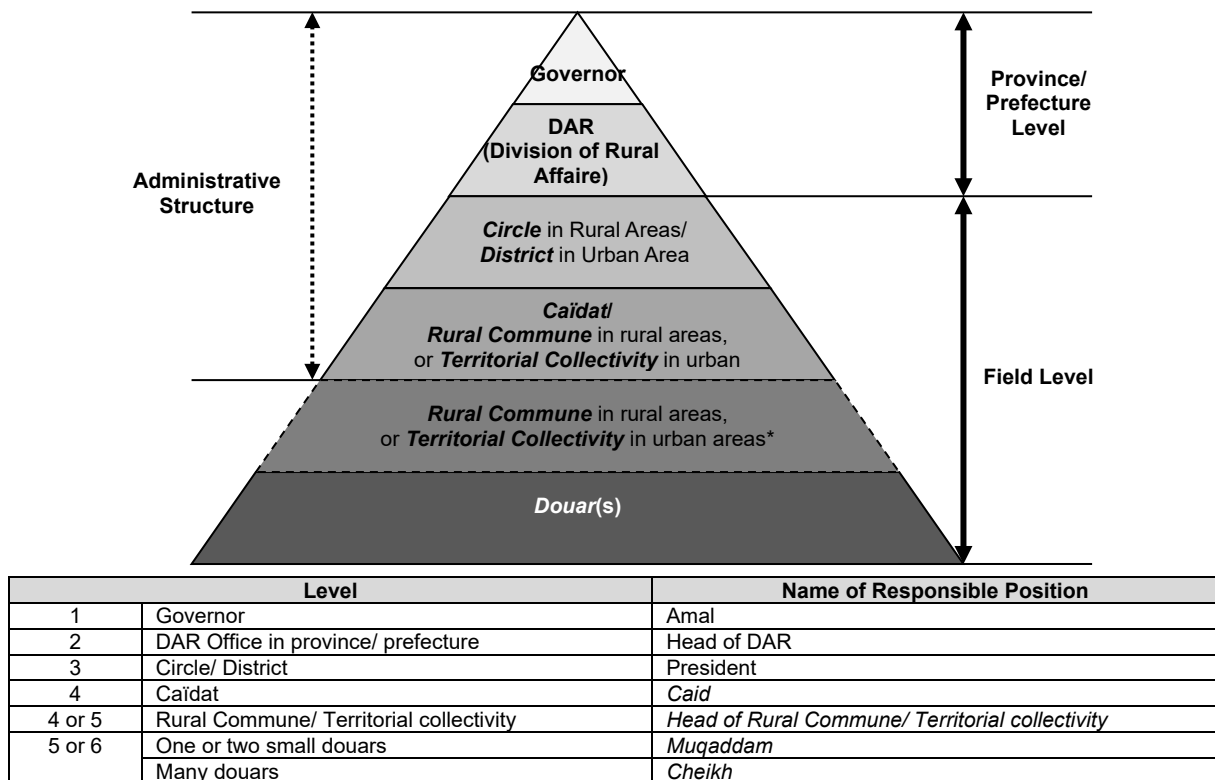 Governor
DAR
(Division of Rural
Affaire)
Province/
Prefecture
Level
Administrative
Structure
Circle in Rural Areas/
District in Urban Area
Caïdat/
Rural Commune in rural areas,
or Territorial Collectivity in urban
Field Level
Rural Commune in rural areas,
or Territorial Collectivity in urban areas*
Douar(s)
Level Name of Responsible Position
1 Governor Amal
2 DAR Office in province/ prefecture Head of DAR
3 Circle/ District President
4 Caïdat Caid
4 or 5 Rural Commune/ Territorial collectivity Head of Rural Commune/ Territorial collectivity
5 or 6 One or two small douars Muqaddam
Many douars Cheikh